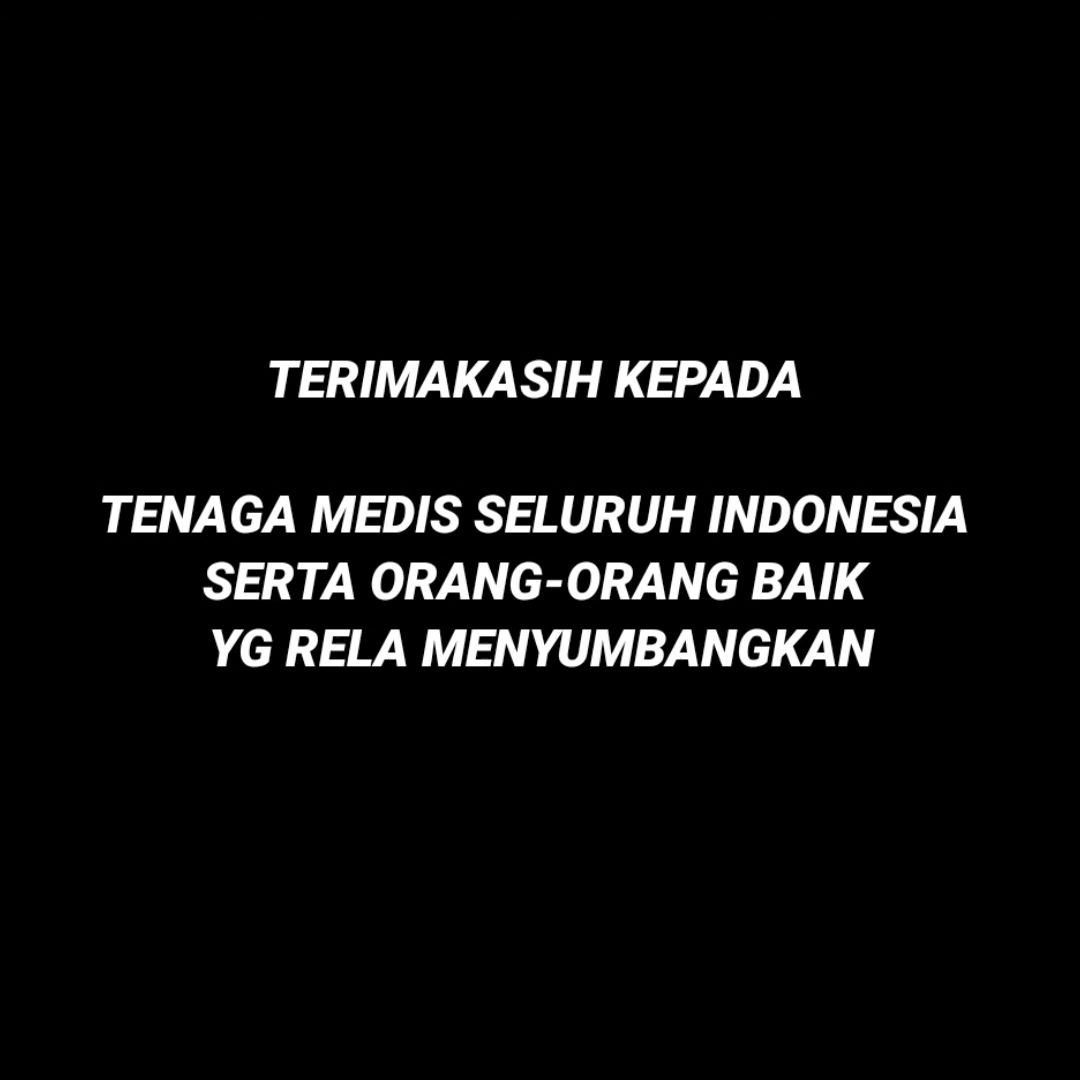 TERIMAKASIH KEPADA
TENAGA MEDIS SELURUH INDONESIA
SERTA ORANG-ORANG BAIK
YG RELA MENYUMBANGKAN